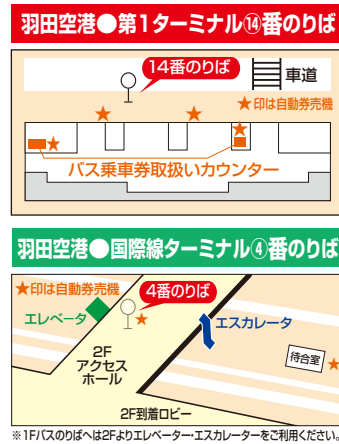 羽田空港●第1ターミナル⑭番のりば
14番のりば
車道
★印は自動券売機
バス乗車券取扱いカウンター
羽田空港●国際線ターミナル④番のりば
★印は自動券売機
4番のりば
エレベータ
エスカレータ
2F
アクセス
ホール
待合室
2F到着ロビー
※1Fバスのりばへは2Fよりエレベーター・エスカレーターをご利用ください。